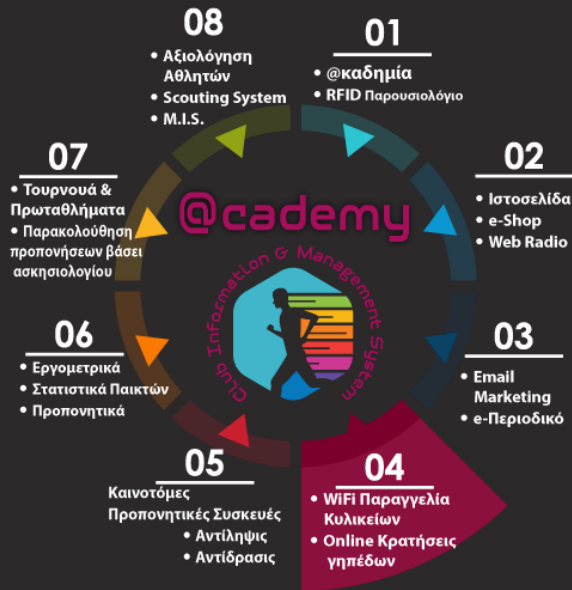 01
• @καδημία
• RFID Παρουσιολόγιο
02
• Ιστοσελίδα
• e-Shop
• Web Radio
03
• Email
Marketing
• e-Περιοδικό
04
• WiFi Παραγγελία
Κυλικείων
• Online Κρατήσεις
γηπέδων
05
Καινοτόμες
Προπονητικές Συσκευές
• Αντίληψις
• Αντίδρασις
06
• Εργομετρικά
• Στατιστικά Παικτών
• Προπονητικά
07
• Τουρνουά &
Πρωταθλήματα
• Παρακολούθηση
προπονήσεων βάσει
ασκησιολογίου
08
• Αξιολόγηση
Αθλητών
• Scouting System
• M.I.S.
@cademy
Club Information & Management System